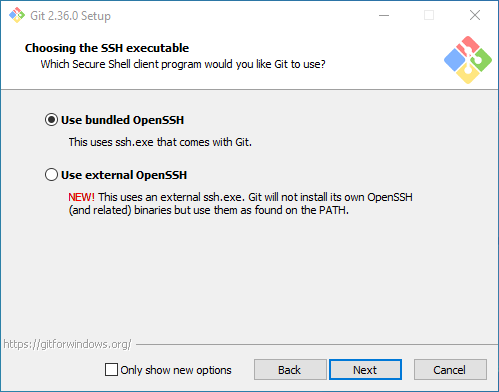 Git 2.36.0 Setup
Choosing the SSH executable
Which Secure Shell client program would you like Git to use?
Use bundled OpenSSH
This uses ssh.exe that comes with Git.
Use external OpenSSH
NEW! This uses an external ssh.exe. Git will not install its own OpenSSH
(and related) binaries but use them as found on the PATH.
https://gitforwindows.org/
Only show new options
Back
Next
Cancel